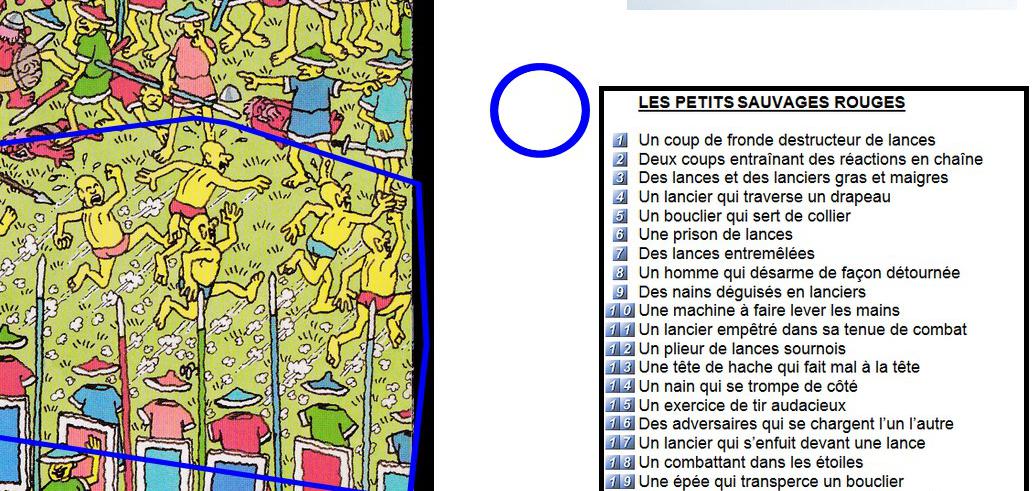 LES PETITS SAUVAGES ROUGES
1 Un coup de fronde destructeur de lances
2 Deux coups entraînant des réactions en chaîne
3 Des lances et des lanciers gras et maigres
4 Un lancier qui traverse un drapeau
5 Un bouclier qui sert de collier
6 Une prison de lances
7 Des lances entremêlées
8 Un homme qui désarme de façon détournée
9 Des nains déguisés en lanciers
10 Une machine à faire lever les mains
11 Un lancier empêtré dans sa tenue de combat
12 Un plieur de lances sournois
13 Une tête de hache qui fait mal à la tête
14 Un nain qui se trompe de côté
15 Un exercice de tir audacieux
16 Des adversaires qui se chargent l'un l'autre
17 Un lancier qui s'enfuit devant une lance
18 Un combattant dans les étoiles
19 Une épée qui transperce un bouclier